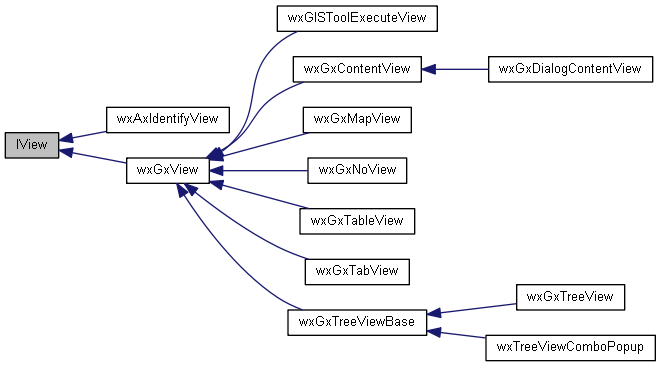 wxGISToolExecuteView
wxGxContentView
wxGxDialogContentView
wxAxIdentifyView
wxGxMapView
IView
wxGxView
wxGxNoView
wxGxTableView
wxGxTabView
wxGxTreeView
wxGxTreeViewBase
wxTreeViewComboPopup